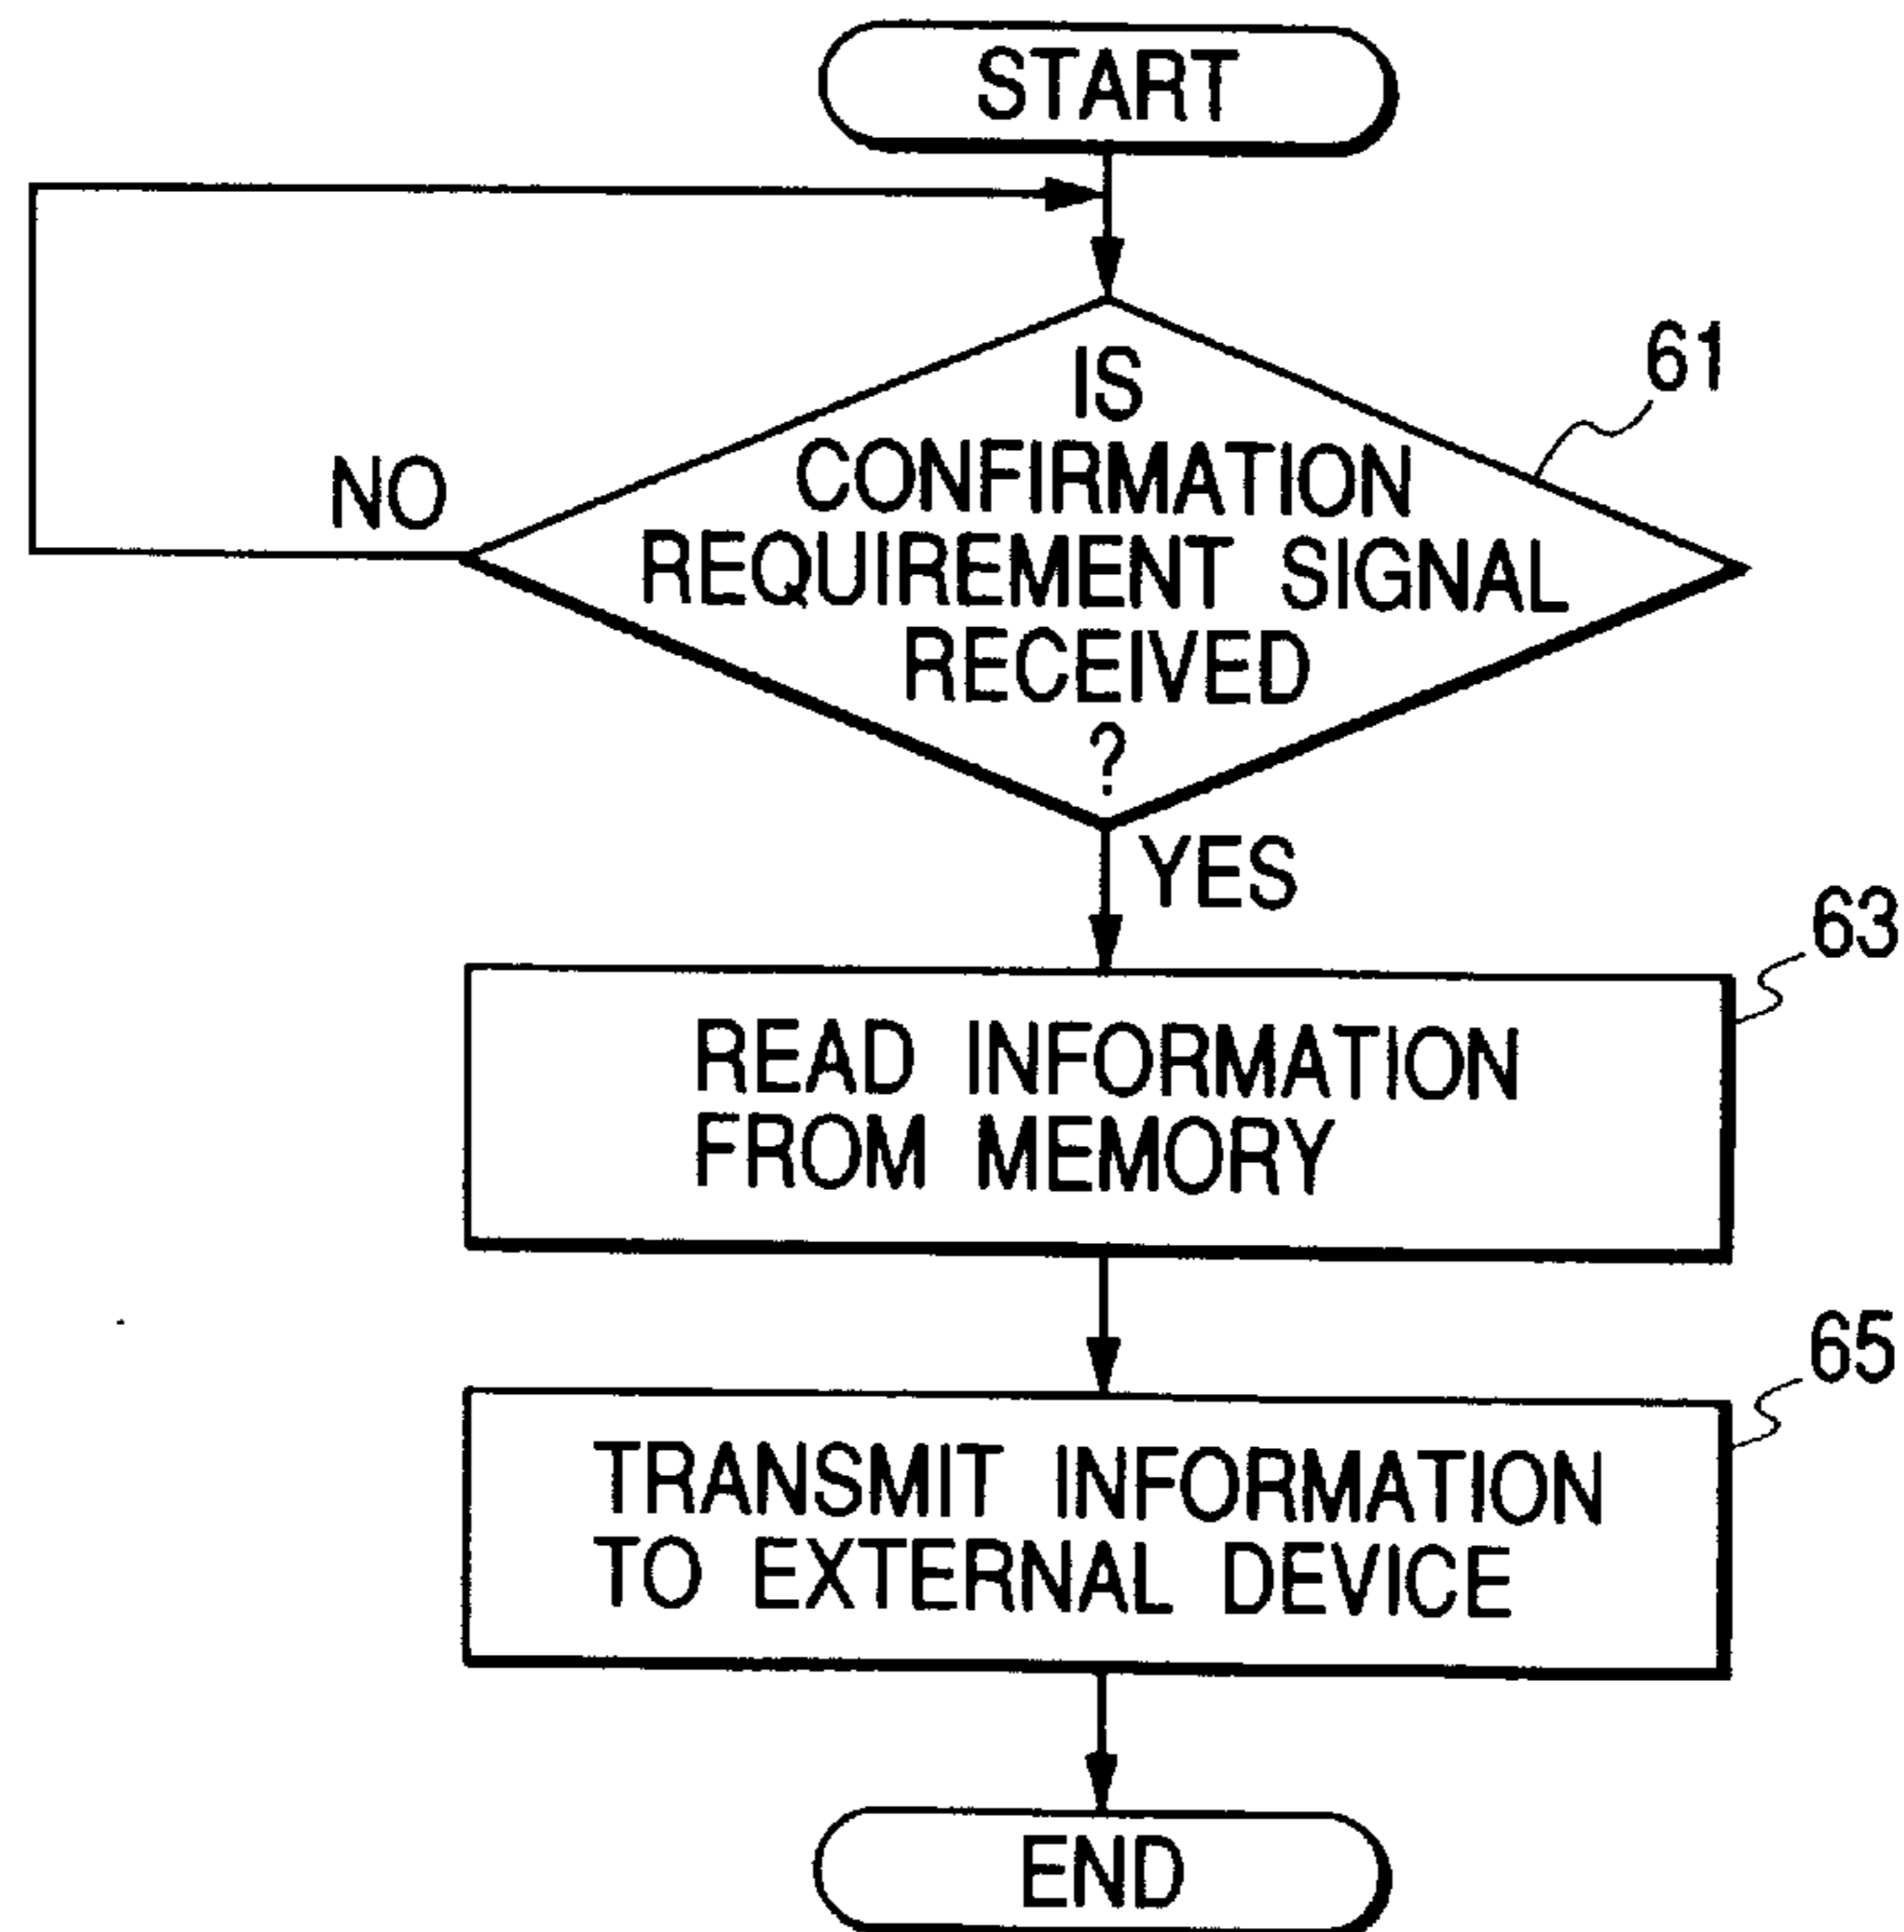 START
IS
CONFIRMATION
REQUIREMENT SIGNAL
RECEIVED
?
61
NO
YES
63
READ INFORMATION
FROM MEMORY
65
TRANSMIT INFORMATION
TO EXTERNAL DEVICE
END